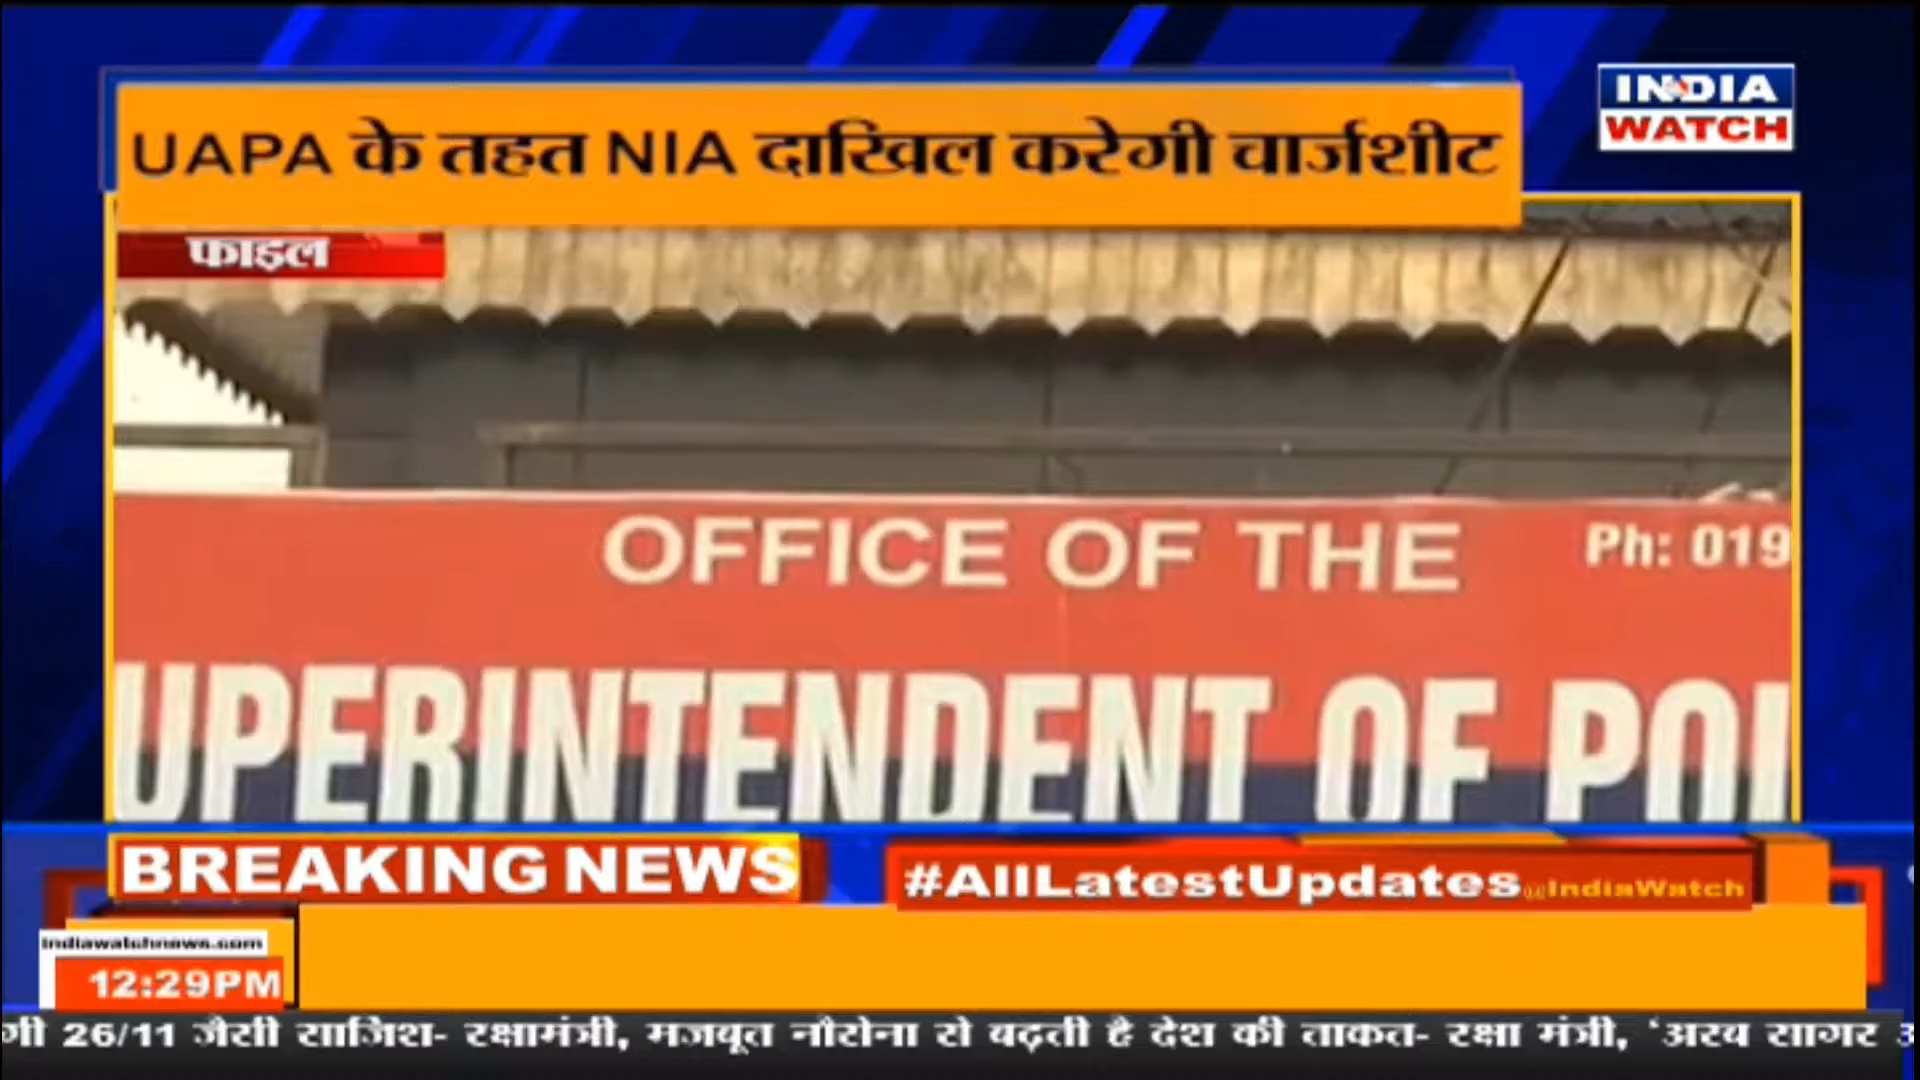 UAPA के तहत NIA दाखिल करेगी चार्जशीट
INDIA
WATCH
फाइल
OFFICE OF THE
Ph: 019
UPERINTENDENT OF POI
BREAKING NEWS
#AllLatestUpdates@IndiaWatch
indiawatchnews.com
12:29PM
गी 26/11 जैसी साजिश- रक्षामंत्री, मजबूत नौसेना से बढ़ती है देश की ताकत- रक्षा मंत्री, ‘अरब सागर